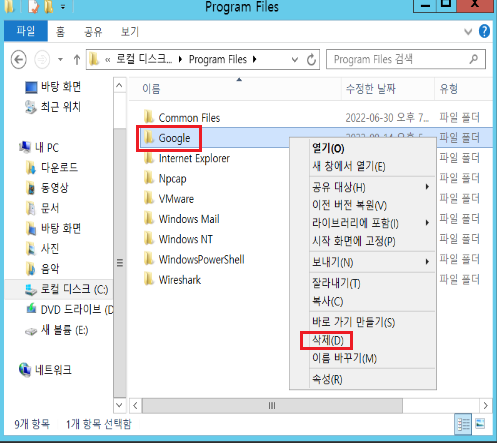 Program Files
파일 홈 공유 보기
« 로컬 디스크... ▸ Program Files ▸ Program Files 검색
이름 수정한 날짜 유형
바탕 화면
최근 위치
내 PC
다운로드
동영상
문서
바탕 화면
사진
음악
로컬 디스크 (C:)
DVD 드라이브 (D
새 볼륨 (E:)
네트워크
Common Files 2022-06-30 오후 7... 파일 폴더
Google 파일 폴더
Internet Explorer 파일 폴더
Npcap 파일 폴더
VMware 파일 폴더
Windows Mail 파일 폴더
Windows NT 파일 폴더
WindowsPowerShell 파일 폴더
Wireshark 파일 폴더
열기(O)
새 창에서 열기(E)
공유 대상(H)
이전 버전 복원(V)
라이브러리에 포함(I)
시작 화면에 고정(P)
보내기(N)
잘라내기(T)
복사(C)
바로 가기 만들기(S)
삭제(D)
이름 바꾸기(M)
속성(R)
9개 항목 1개 항목 선택함